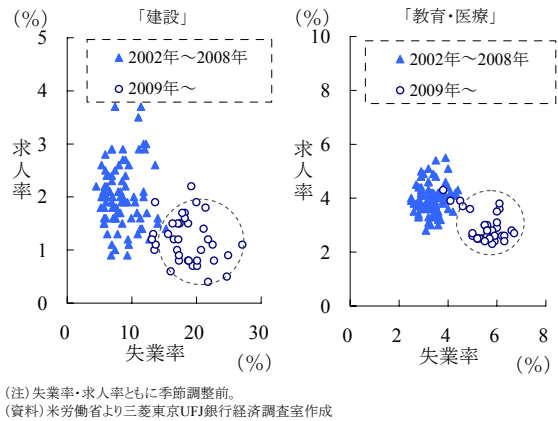 「建設」
(%)
5
4
3
2
1
0
求人率
▲ 2002年～2008年
○ 2009年～
0 10 20 30
失業率
(%)
「教育・医療」
(%)
10
8
6
4
2
0
求人率
▲ 2002年～2008年
○ 2009年～
0 2 4 6 8
失業率
(%)
(注)失業率・求人率ともに季節調整前。
(資料)米労働省より三菱東京UFJ銀行経済調査室作成